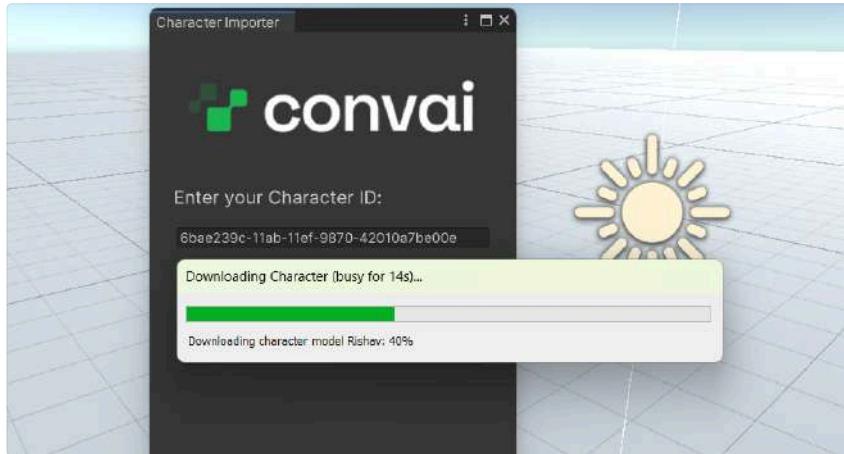 Character Importer
convai
Enter your Character ID:
6bae239c-11ab-11ef-9870-42010a7be00e
Downloading Character (busy for 14s)...
Downloading character model Rishav: 40%